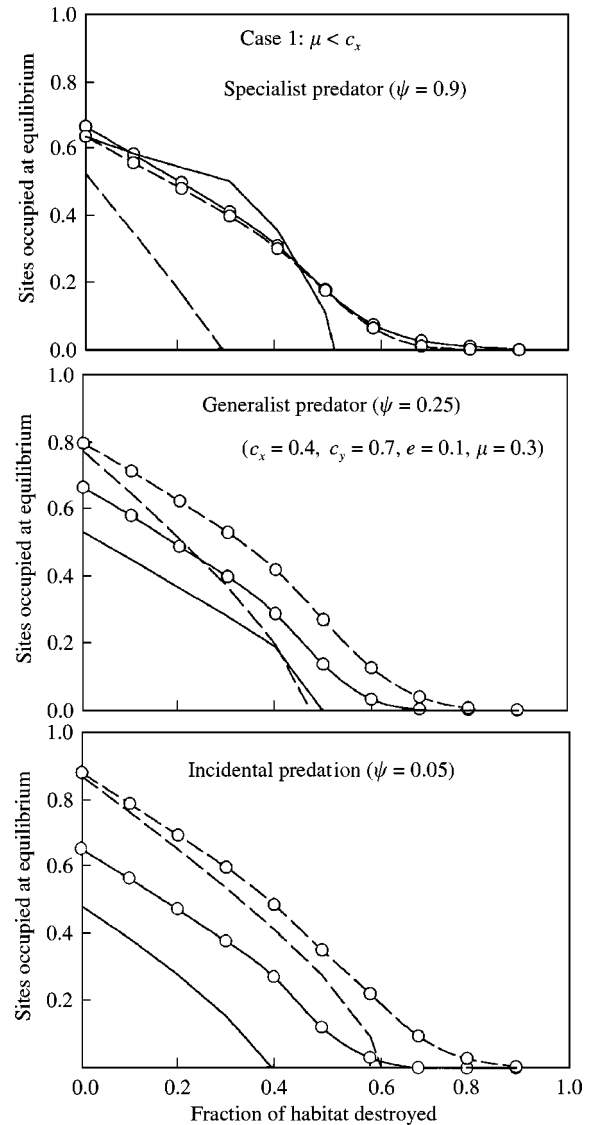 1.0
Case 1: μ < cₓ
Specialist predator (ψ = 0.9)
0.8
0.6
0.4
0.2
0.0
Sites occupied at equilibrium
1.0
Generalist predator (ψ = 0.25)
(cₓ = 0.4, c_y = 0.7, e = 0.1, μ = 0.3)
0.8
0.6
0.4
0.2
0.0
Sites occupied at equilibrium
1.0
Incidental predation (ψ = 0.05)
0.8
0.6
0.4
0.2
Sites occupied at equilibrium
0.0 0.2 0.4 0.6 0.8 1.0
Fraction of habitat destroyed